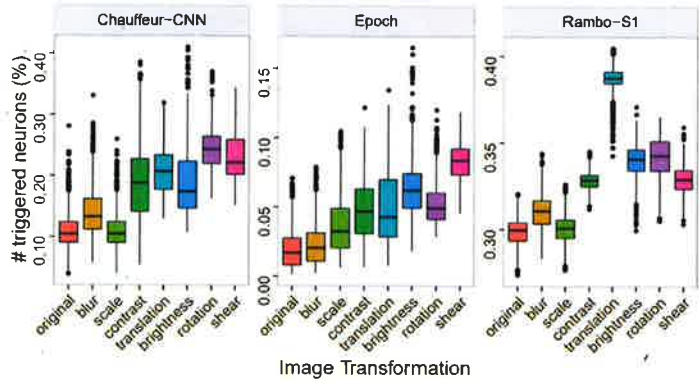 Chauffeur-CNN
Epoch
Rambo-S1
# triggered neurons (%)
0.40
0.30
0.20
0.10
0.15
0.10
0.05
0.00
0.40
0.35
0.30
original
blur
scale
contrast
translation
brightness
rotation
shear
original
blur
scale
contrast
translation
brightness
rotation
shear
original
blur
scale
contrast
translation
brightness
rotation
shear
Image Transformation